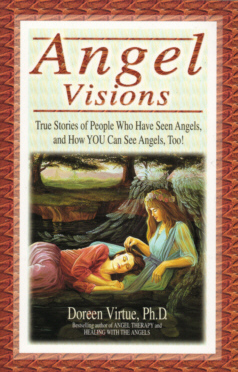 Angel
Visions
True Stories of People Who Have Seen Angels,
and How YOU Can See Angels, Too!
Doreen Virtue, Ph.D.
Bestselling author of ANGEL THERAPY and
HEALING WITH THE ANGELS